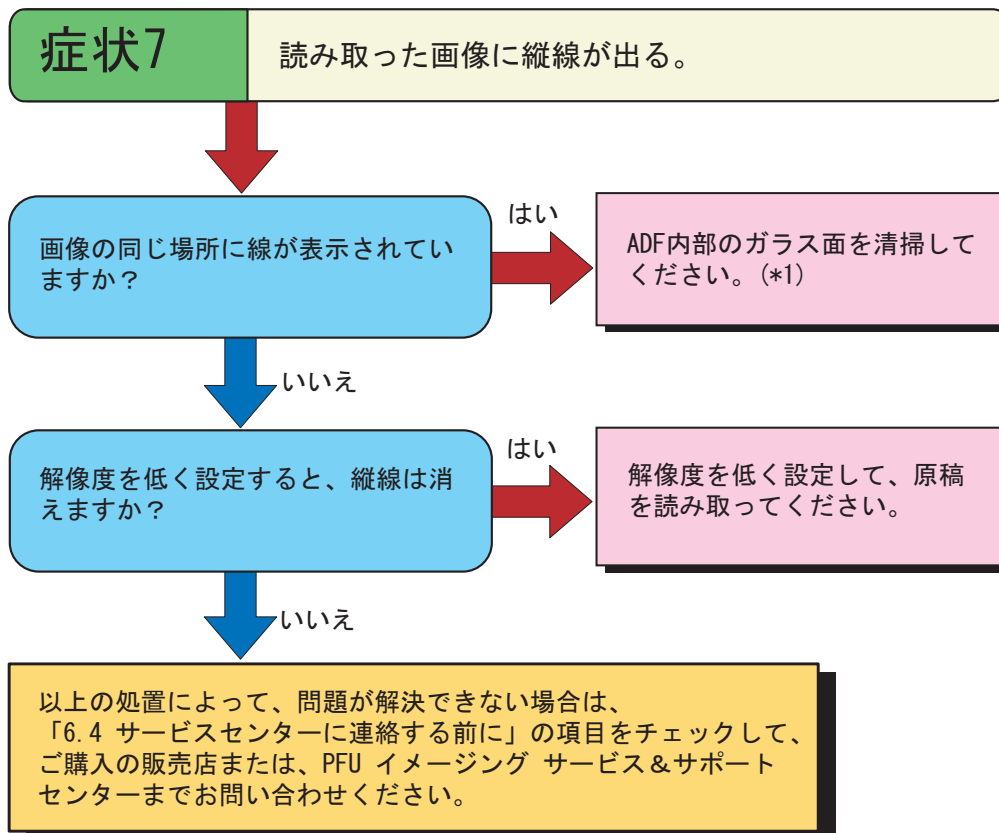 症状7
読み取った画像に縦線が出る。
画像の同じ場所に線が表示されてい
ますか？
はい
ADF内部のガラス面を清掃して
ください。(*1)
いいえ
解像度を低く設定すると、縦線は消
えますか？
はい
解像度を低く設定して、原稿
を読み取ってください。
いいえ
以上の処置によって、問題が解決できない場合は、
「6.4 サービスセンターに連絡する前に」の項目をチェックして、
ご購入の販売店または、PFU イメージング サービス＆サポート
センターまでお問い合わせください。